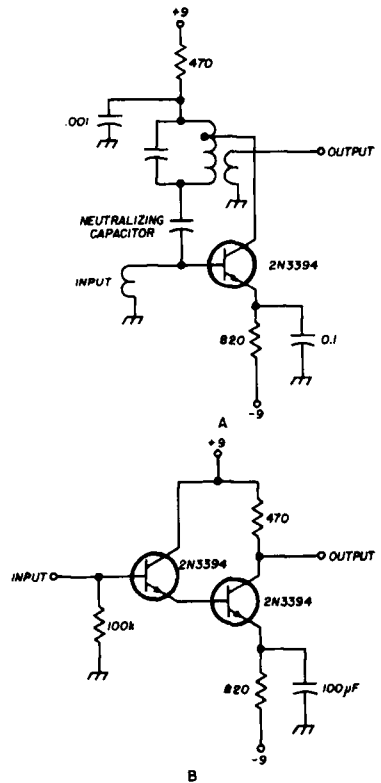 +9
470
.001
OUTPUT
NEUTRALIZING
CAPACITOR
2N3394
INPUT
820
0.1
-9
A
+9
470
OUTPUT
2N3394
INPUT
2N3394
100k
820
100µF
-9
B